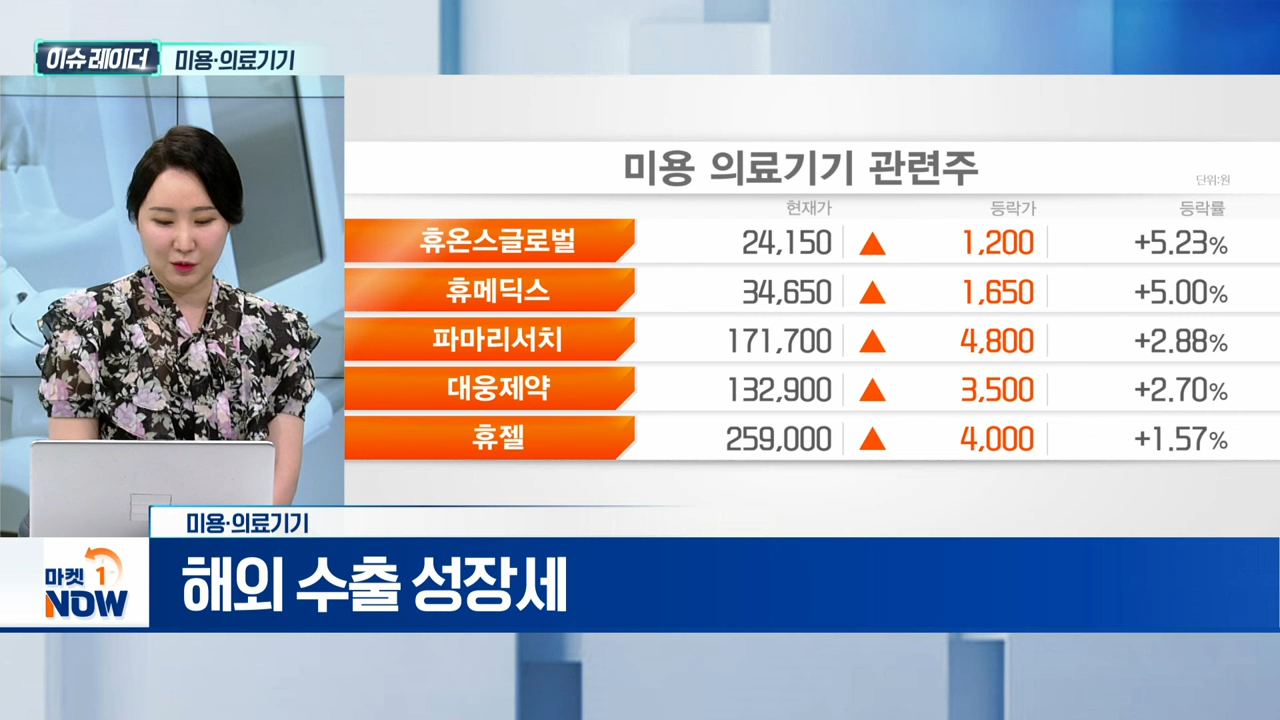 이슈 레이더 미용·의료기기
미용 의료기기 관련주
단위:원
현재가 등락가 등락률
휴온스글로벌 24,150 ▲ 1,200 +5.23%
휴메딕스 34,650 ▲ 1,650 +5.00%
파마리서치 171,700 ▲ 4,800 +2.88%
대웅제약 132,900 ▲ 3,500 +2.70%
휴젤 259,000 ▲ 4,000 +1.57%
미용·의료기기
마켓 1
NOW
해외 수출 성장세